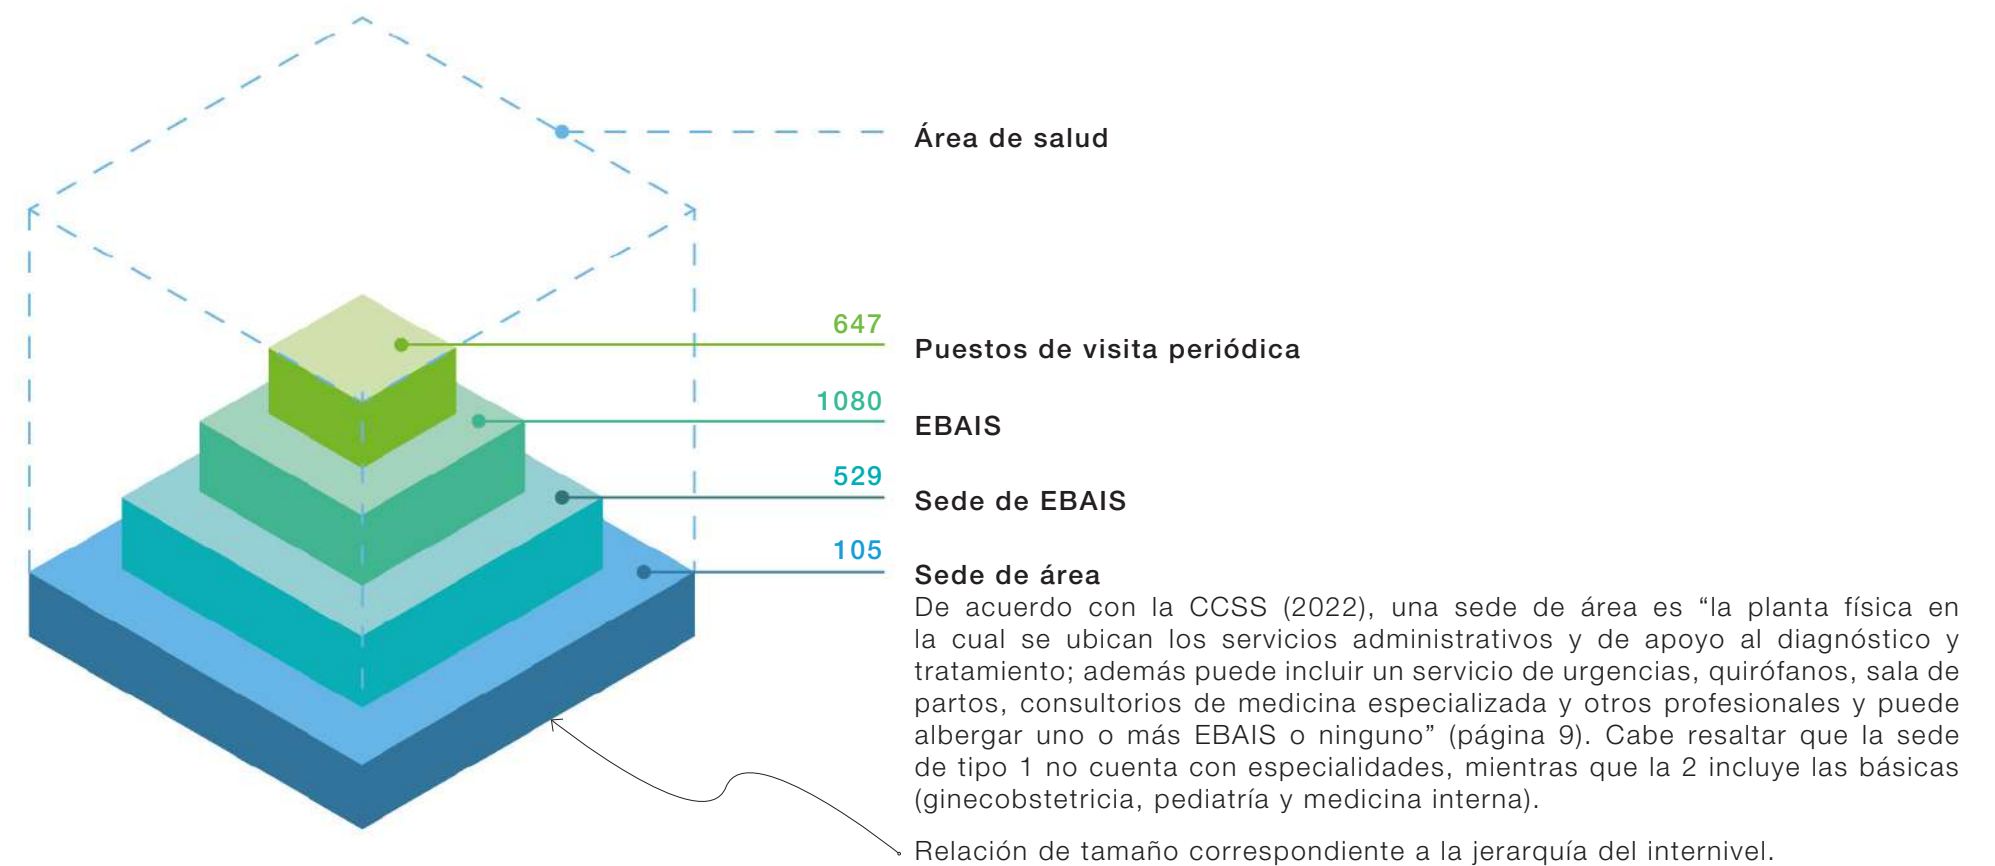 Área de salud
647
Puestos de visita periódica
1080
EBAIS
529
Sede de EBAIS
105
Sede de área
De acuerdo con la CCSS (2022), una sede de área es “la planta física en
la cual se ubican los servicios administrativos y de apoyo al diagnóstico y
tratamiento; además puede incluir un servicio de urgencias, quirófanos, sala de
partos, consultorios de medicina especializada y otros profesionales y puede
albergar uno o más EBAIS o ninguno” (página 9). Cabe resaltar que la sede
de tipo 1 no cuenta con especialidades, mientras que la 2 incluye las básicas
(ginecobstetricia, pediatría y medicina interna).
Relación de tamaño correspondiente a la jerarquía del internivel.